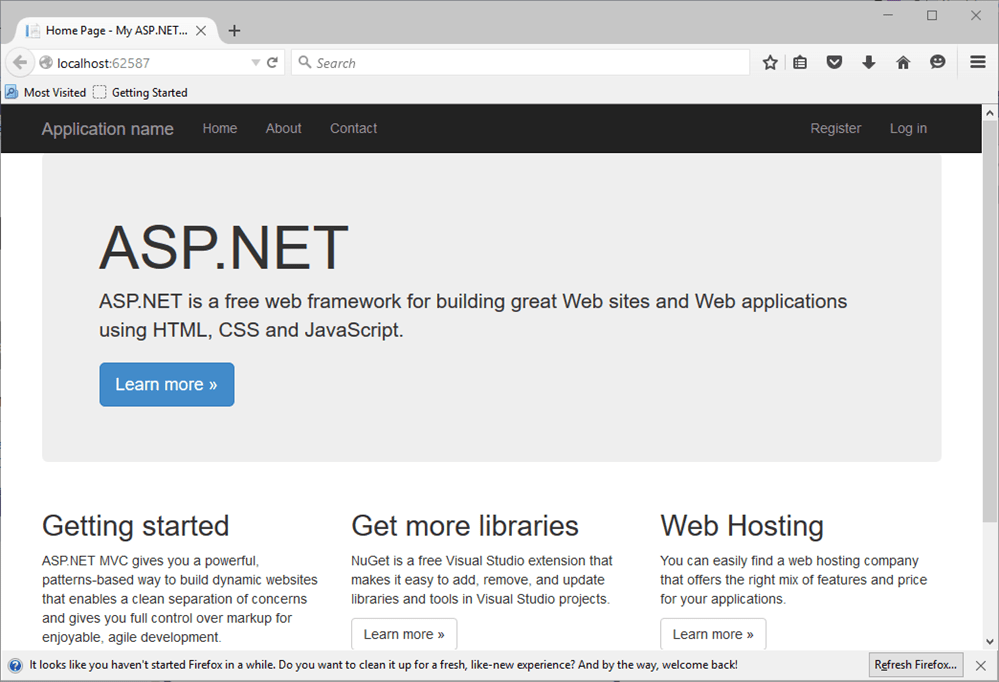 Home Page - My ASP.NET...
localhost:62587
Search
Most Visited
Getting Started
Application name
Home
About
Contact
Register
Log in
ASP.NET
ASP.NET is a free web framework for building great Web sites and Web applications
using HTML, CSS and JavaScript.
Learn more »
Getting started
ASP.NET MVC gives you a powerful,
patterns-based way to build dynamic websites
that enables a clean separation of concerns
and gives you full control over markup for
enjoyable, agile development.
Get more libraries
NuGet is a free Visual Studio extension that
makes it easy to add, remove, and update
libraries and tools in Visual Studio projects.
Learn more »
Web Hosting
You can easily find a web hosting company
that offers the right mix of features and price
for your applications.
Learn more »
It looks like you haven't started Firefox in a while. Do you want to clean it up for a fresh, like-new experience? And by the way, welcome back!
Refresh Firefox...